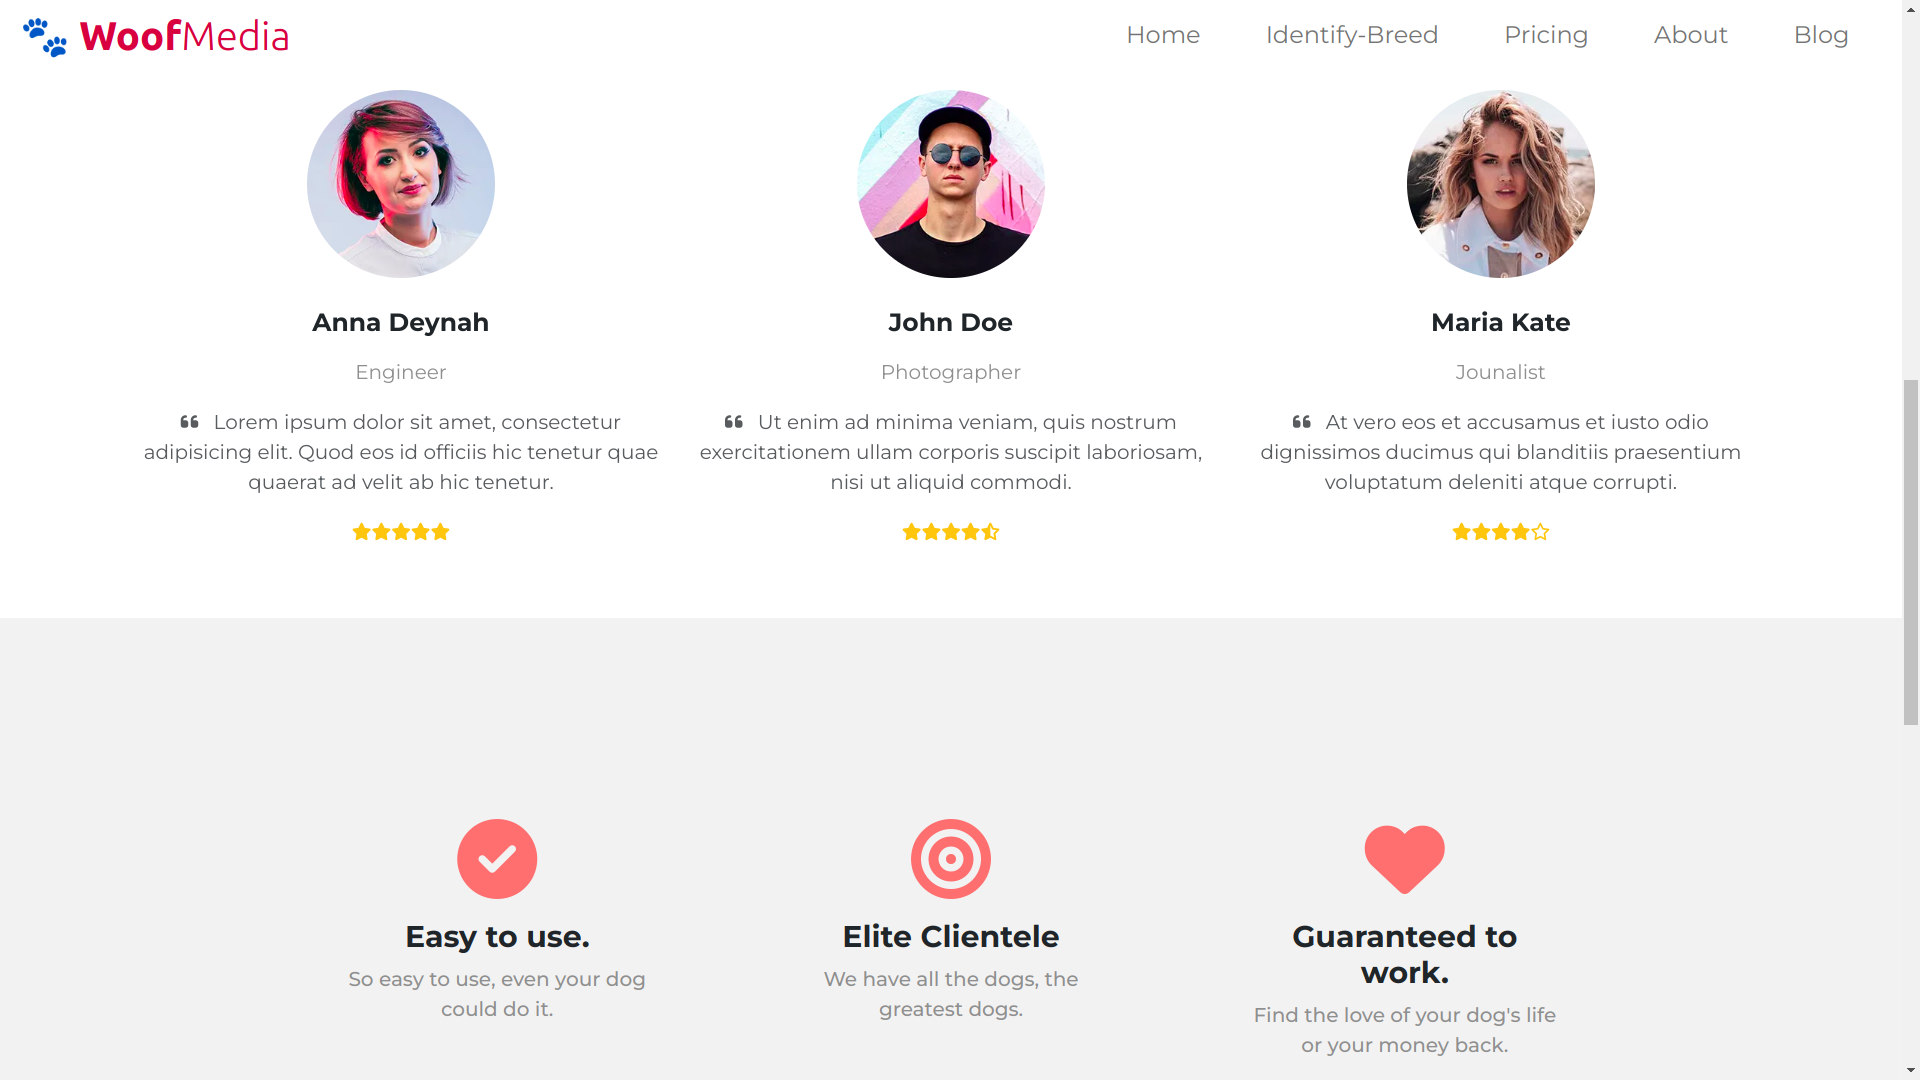 WoofMedia
Home Identify-Breed Pricing About Blog
Anna Deynah
Engineer
Lorem ipsum dolor sit amet, consectetur
adipisicing elit. Quod eos id officiis hic tenetur quae
quaerat ad velit ab hic tenetur.
John Doe
Photographer
Ut enim ad minima veniam, quis nostrum
exercitationem ullam corporis suscipit laboriosam,
nisi ut aliquid commodi.
Maria Kate
Jounalist
At vero eos et accusamus et iusto odio
dignissimos ducimus qui blanditiis praesentium
voluptatum deleniti atque corrupti.
Easy to use.
So easy to use, even your dog
could do it.
Elite Clientele
We have all the dogs, the
greatest dogs.
Guaranteed to
work.
Find the love of your dog's life
or your money back.